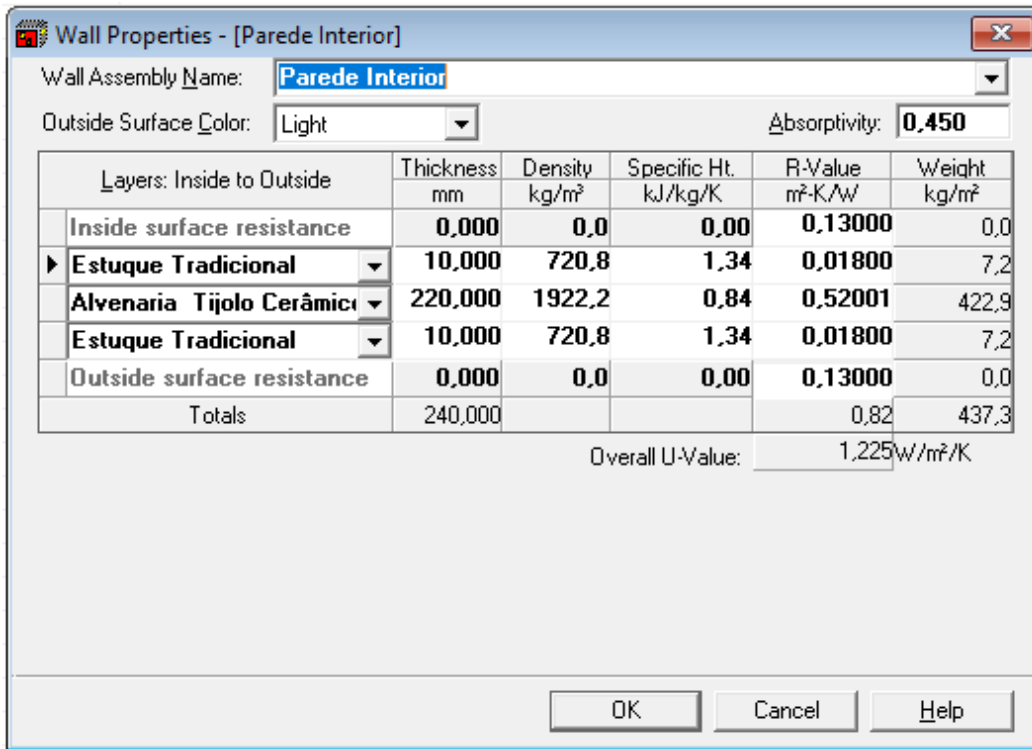 Wall Properties - [Parede Interior]
Wall Assembly Name: Parede Interior
Outside Surface Color: Light Absorptivity: 0,450
Layers: Inside to Outside Thickness Density Specific Ht. R-Value Weight
mm kg/m³ kJ/kg/K m²-K/W kg/m²
Inside surface resistance 0,000 0,0 0,00 0,13000 0,0
Estuque Tradicional 10,000 720,8 1,34 0,01800 7,2
Alvenaria Tijolo Cerâmic 220,000 1922,2 0,84 0,52001 422,9
Estuque Tradicional 10,000 720,8 1,34 0,01800 7,2
Outside surface resistance 0,000 0,0 0,00 0,13000 0,0
Totals 240,000 0,82 437,3
Overall U-Value: 1,225 W/m²/K
OK Cancel Help